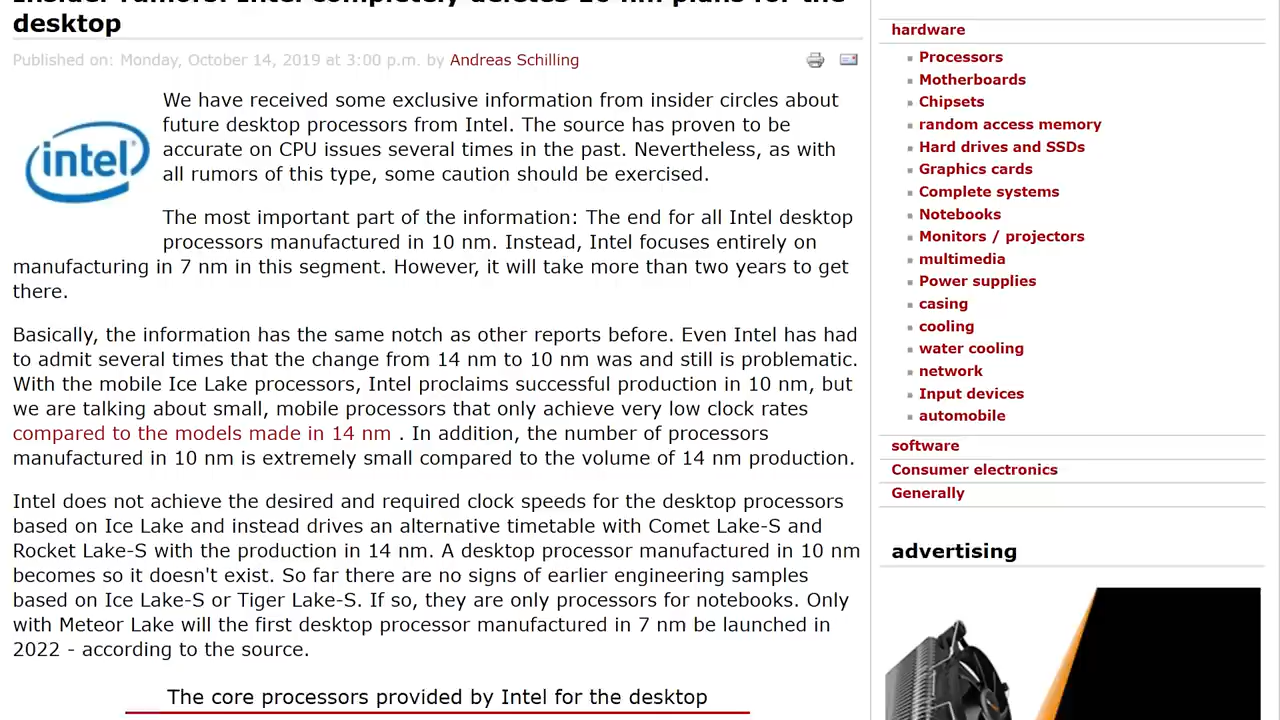 Insider rumors: Intel completely deletes 10 nm plans for the
desktop
Published on: Monday, October 14, 2019 at 3:00 p.m. by Andreas Schilling
intel
We have received some exclusive information from insider circles about
future desktop processors from Intel. The source has proven to be
accurate on CPU issues several times in the past. Nevertheless, as with
all rumors of this type, some caution should be exercised.
The most important part of the information: The end for all Intel desktop
processors manufactured in 10 nm. Instead, Intel focuses entirely on
manufacturing in 7 nm in this segment. However, it will take more than two years to get
there.
Basically, the information has the same notch as other reports before. Even Intel has had
to admit several times that the change from 14 nm to 10 nm was and still is problematic.
With the mobile Ice Lake processors, Intel proclaims successful production in 10 nm, but
we are talking about small, mobile processors that only achieve very low clock rates
compared to the models made in 14 nm . In addition, the number of processors
manufactured in 10 nm is extremely small compared to the volume of 14 nm production.
Intel does not achieve the desired and required clock speeds for the desktop processors
based on Ice Lake and instead drives an alternative timetable with Comet Lake-S and
Rocket Lake-S with the production in 14 nm. A desktop processor manufactured in 10 nm
becomes so it doesn't exist. So far there are no signs of earlier engineering samples
based on Ice Lake-S or Tiger Lake-S. If so, they are only processors for notebooks. Only
with Meteor Lake will the first desktop processor manufactured in 7 nm be launched in
2022 - according to the source.
The core processors provided by Intel for the desktop
hardware
Processors
Motherboards
Chipsets
random access memory
Hard drives and SSDs
Graphics cards
Complete systems
Notebooks
Monitors / projectors
multimedia
Power supplies
casing
cooling
water cooling
network
Input devices
automobile
software
Consumer electronics
Generally
advertising